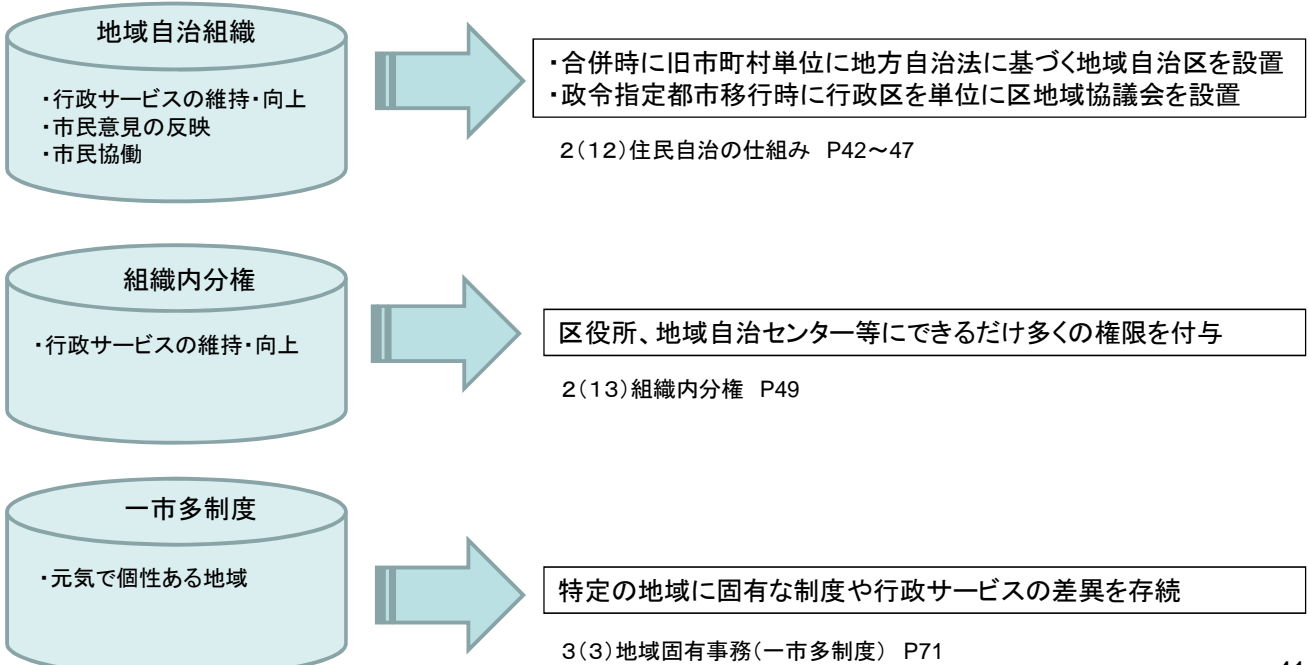 地域自治組織
・行政サービスの維持・向上
・市民意見の反映
・市民協働
・合併時に旧市町村単位に地方自治法に基づく地域自治区を設置
・政令指定都市移行時に行政区を単位に区地域協議会を設置
2(12)住民自治の仕組み P42~47
組織内分権
・行政サービスの維持・向上
区役所、地域自治センター等にできるだけ多くの権限を付与
2(13)組織内分権 P49
一市多制度
・元気で個性ある地域
特定の地域に固有な制度や行政サービスの差異を存続
3(3)地域固有事務(一市多制度) P71